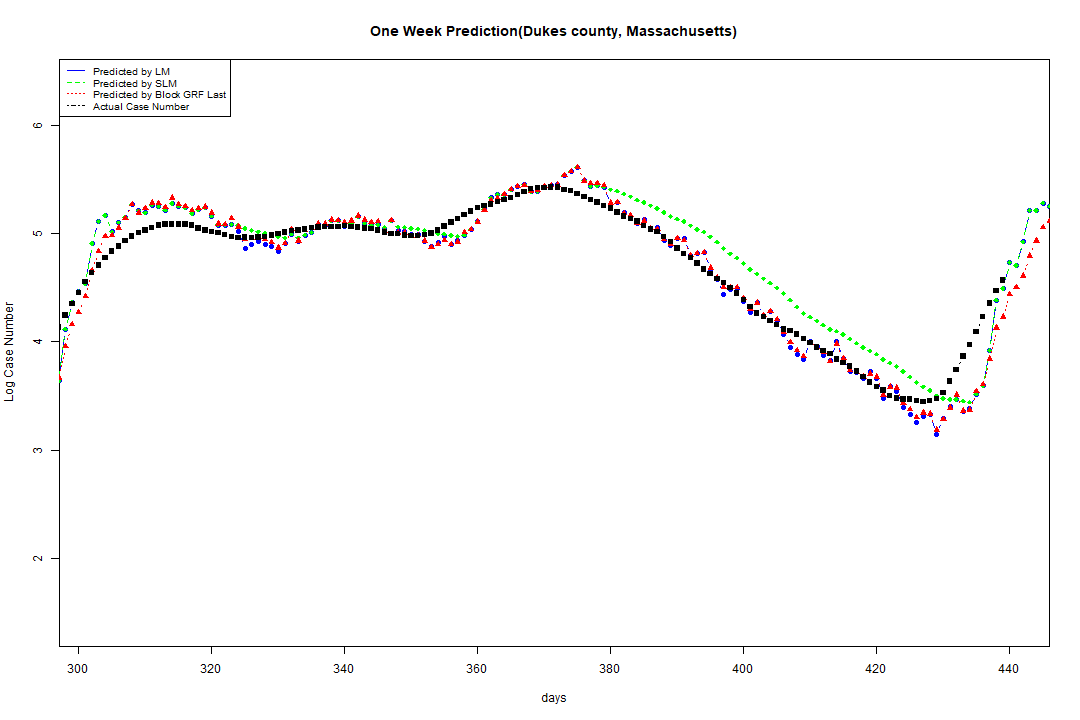 One Week Prediction(Dukes county, Massachusetts)
Predicted by LM
Predicted by SLM
Predicted by Block GRF Last
Actual Case Number
6
5
4
3
2
Log Case Number
300 320 340 360 380 400 420 440
days